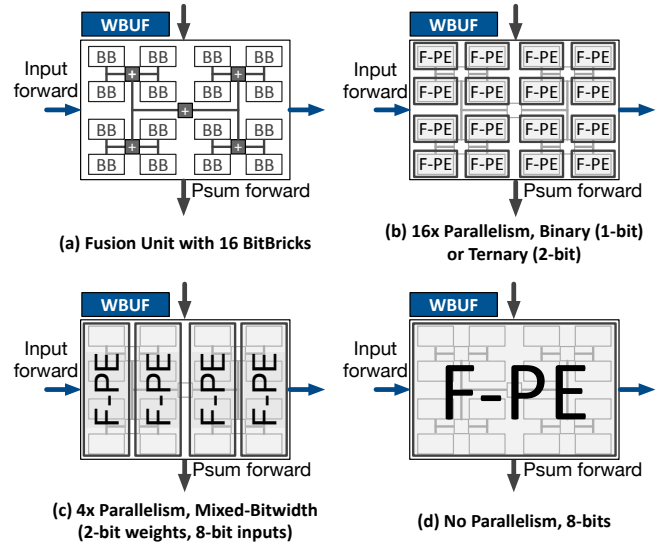 WBUF
BB BB BB BB
+ +
BB BB BB BB
Input
forward
+
BB BB BB BB
+ +
BB BB BB BB
Psum forward
(a) Fusion Unit with 16 BitBricks
WBUF
F-PE F-PE F-PE F-PE
Input
forward
F-PE F-PE F-PE F-PE
F-PE F-PE F-PE F-PE
F-PE F-PE F-PE F-PE
Psum forward
(b) 16x Parallelism, Binary (1-bit)
or Ternary (2-bit)
WBUF
Input
forward
F-PE F-PE F-PE F-PE
Psum forward
(c) 4x Parallelism, Mixed-Bitwidth
(2-bit weights, 8-bit inputs)
WBUF
Input
forward
F-PE
Psum forward
(d) No Parallelism, 8-bits